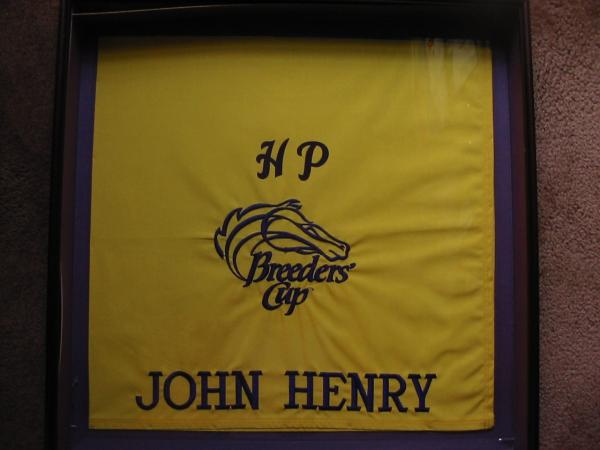 H P
Breeders'
Cup
JOHN HENRY